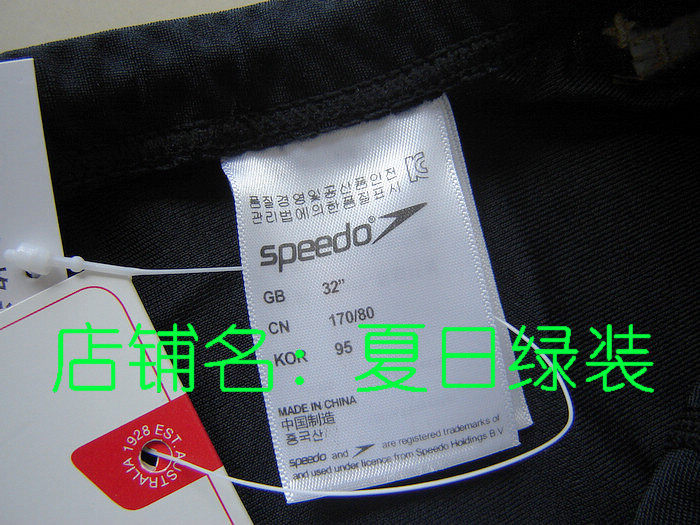 품질경영및공산품안전
관리법에의한품질표시
speedo®
GB 32"
CN 170/80
KOR 95
店铺名：夏日绿装
MADE IN CHINA
中国制造
중국산
speedo and are registered trademarks of
and used under licence from Speedo Holdings B.V
1928 EST. AUSTRALIA